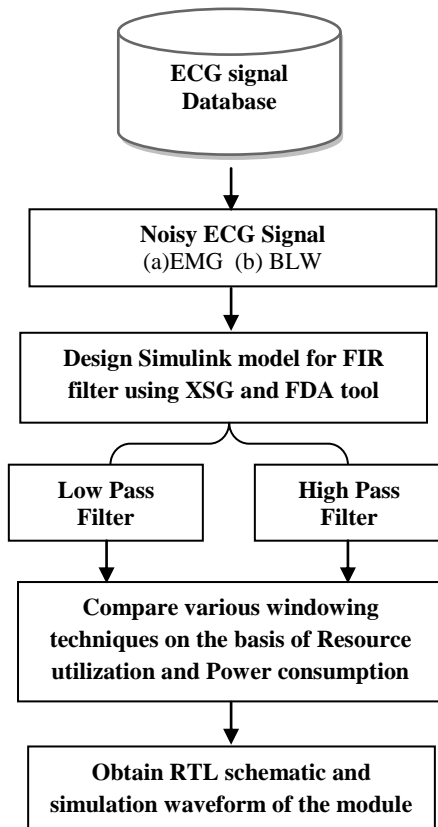 ECG signal
Database
Noisy ECG Signal
(a)EMG (b) BLW
Design Simulink model for FIR
filter using XSG and FDA tool
Low Pass
Filter
High Pass
Filter
Compare various windowing
techniques on the basis of Resource
utilization and Power consumption
Obtain RTL schematic and
simulation waveform of the module